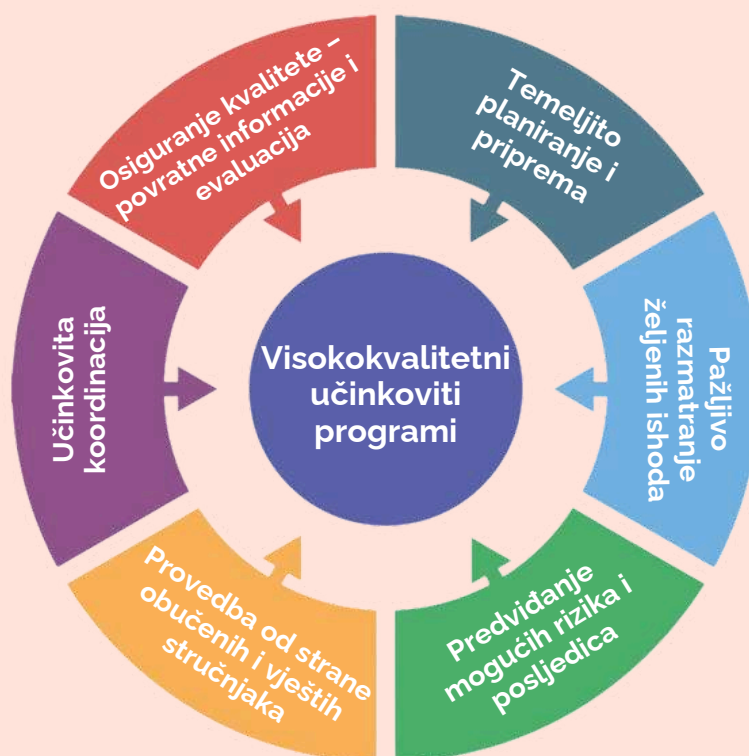 Osiguranje kvalitete –
povratne informacije i
evaluacija
Temeljito
planiranje i
priprema
Pažljivo
razmatranje
željenih ishoda
Predviđanje
mogućih rizika i
posljedica
Provedba od strane
obučenih i vještih
stručnjaka
Učinkovita
koordinacija
Visokokvalitetni
učinkoviti
programi